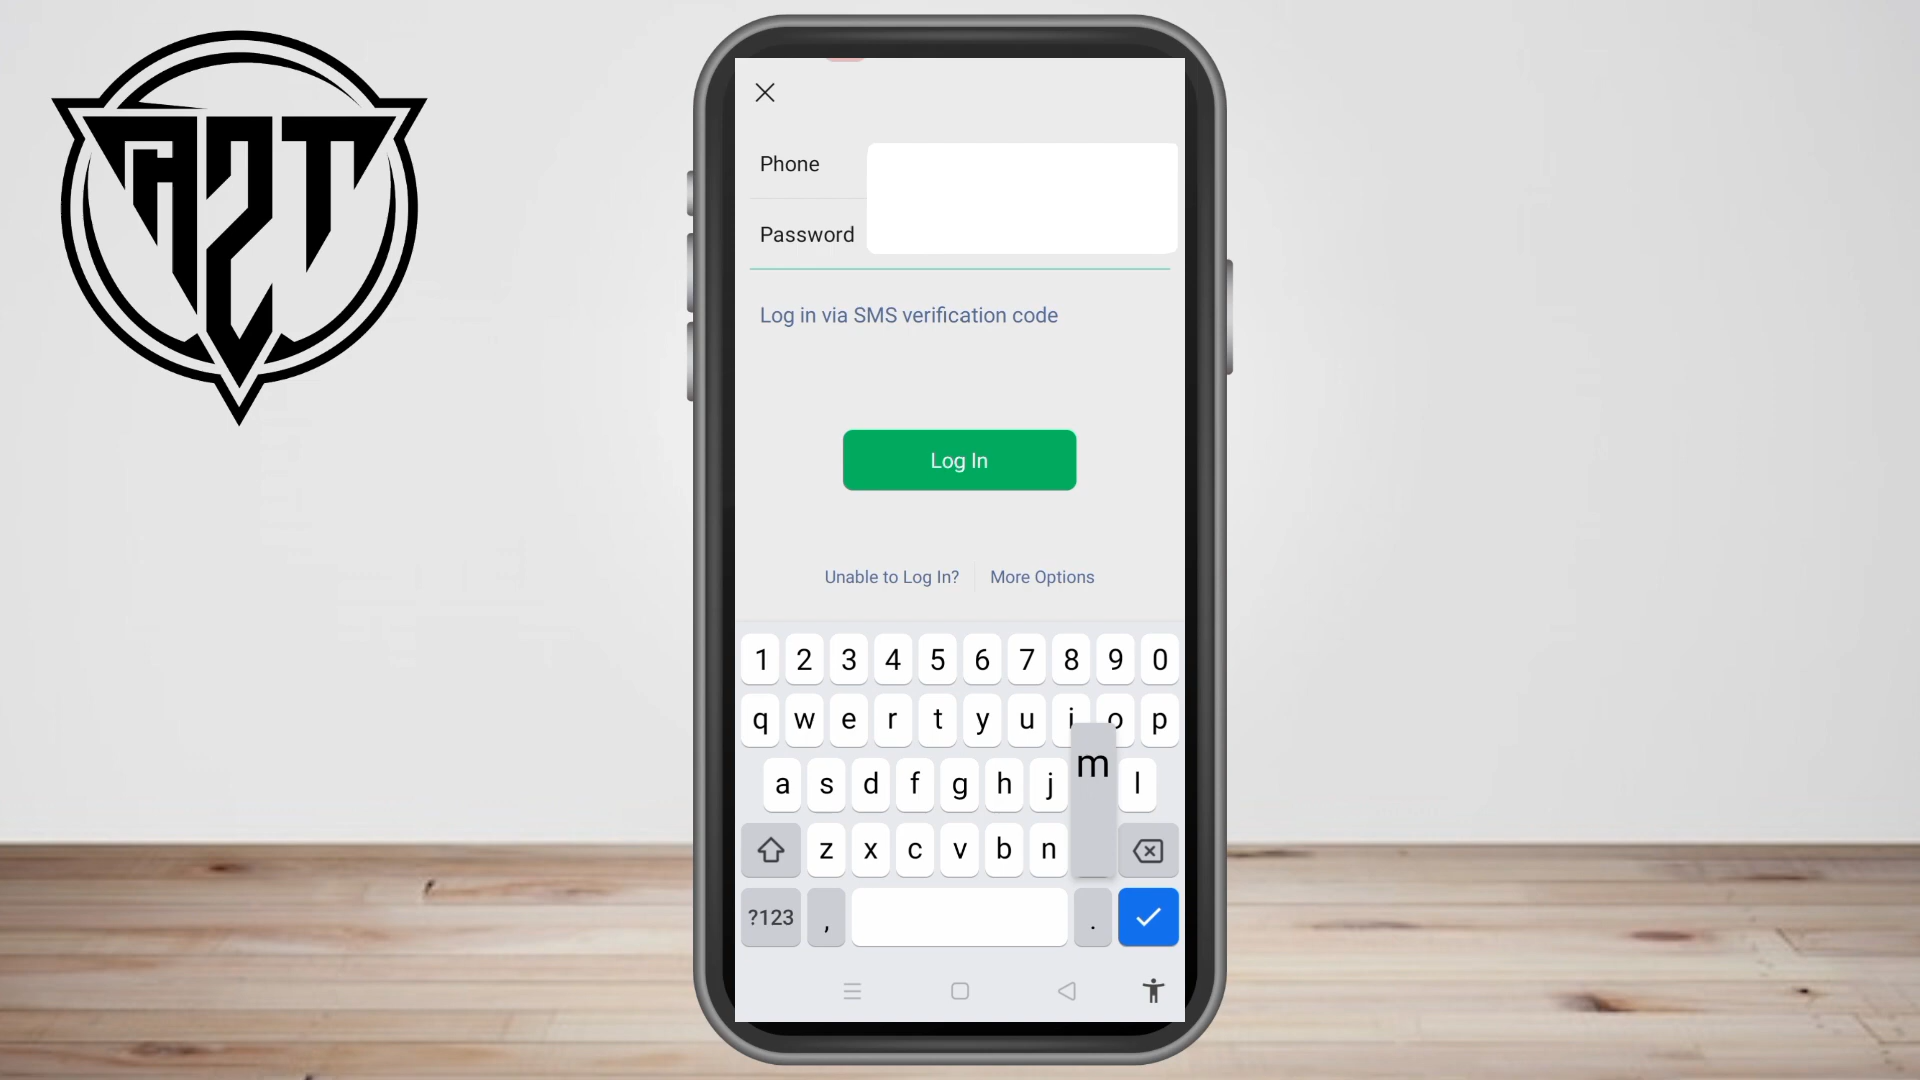 A2T
Phone
Password
Log in via SMS verification code
Log In
Unable to Log In? More Options
1 2 3 4 5 6 7 8 9 0
q w e r t y u i o p
a s d f g h j m l
z x c v b n
?123 , .